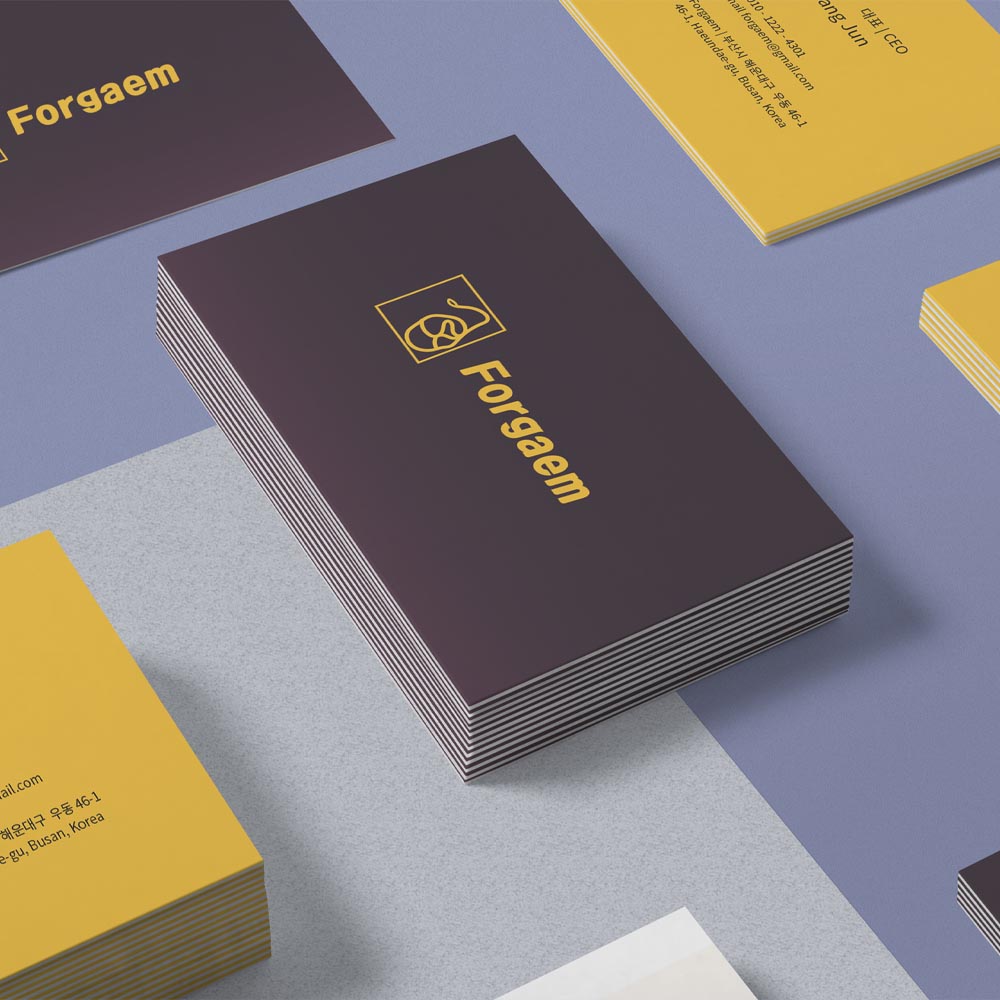 Forgaem
대표 | CEO
ang Jun
010 - 1222 - 4301
mail forgaem@gmail.com
Forgaem | 부산시 해운대구 우동 46-1
46-1, Haeundae-gu, Busan, Korea
Forgaem
ail.com
해운대구 우동 46-1
e-gu, Busan, Korea